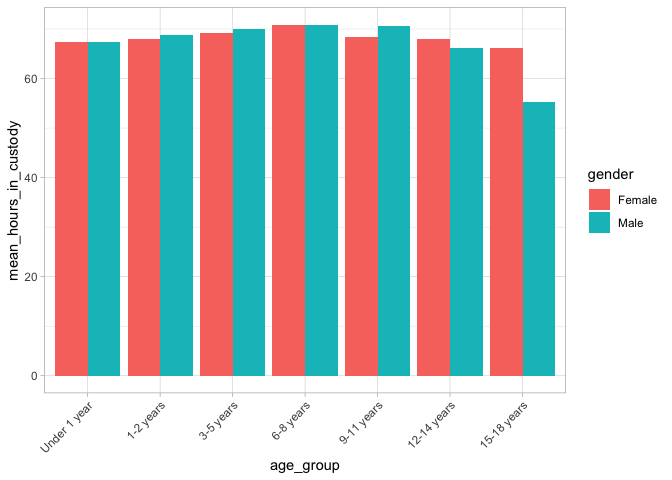 mean_hours_in_custody
60
40
20
0
Under 1 year
1-2 years
3-5 years
6-8 years
9-11 years
12-14 years
15-18 years
age_group
gender
Female
Male